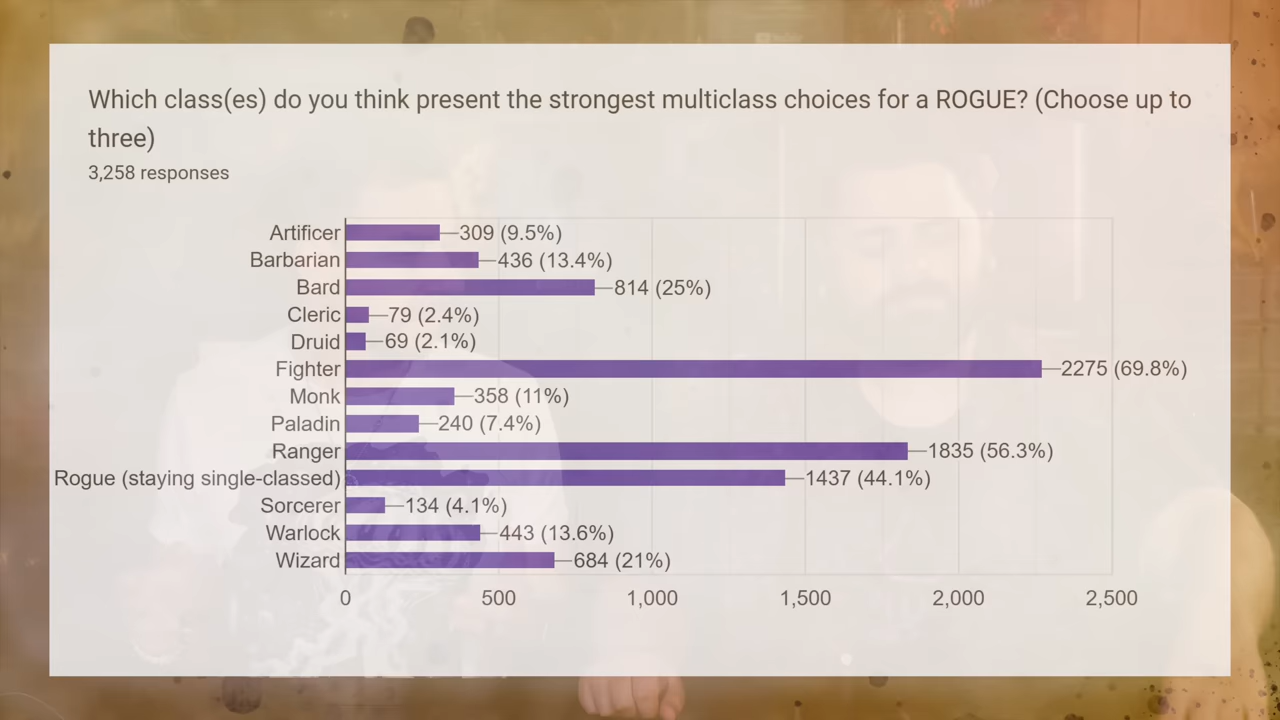 Which class(es) do you think present the strongest multiclass choices for a ROGUE? (Choose up to
three)
3,258 responses
Artificer 309 (9.5%)
Barbarian 436 (13.4%)
Bard 814 (25%)
Cleric 79 (2.4%)
Druid 69 (2.1%)
Fighter 2275 (69.8%)
Monk 358 (11%)
Paladin 240 (7.4%)
Ranger 1835 (56.3%)
Rogue (staying single-classed) 1437 (44.1%)
Sorcerer 134 (4.1%)
Warlock 443 (13.6%)
Wizard 684 (21%)
0 500 1,000 1,500 2,000 2,500